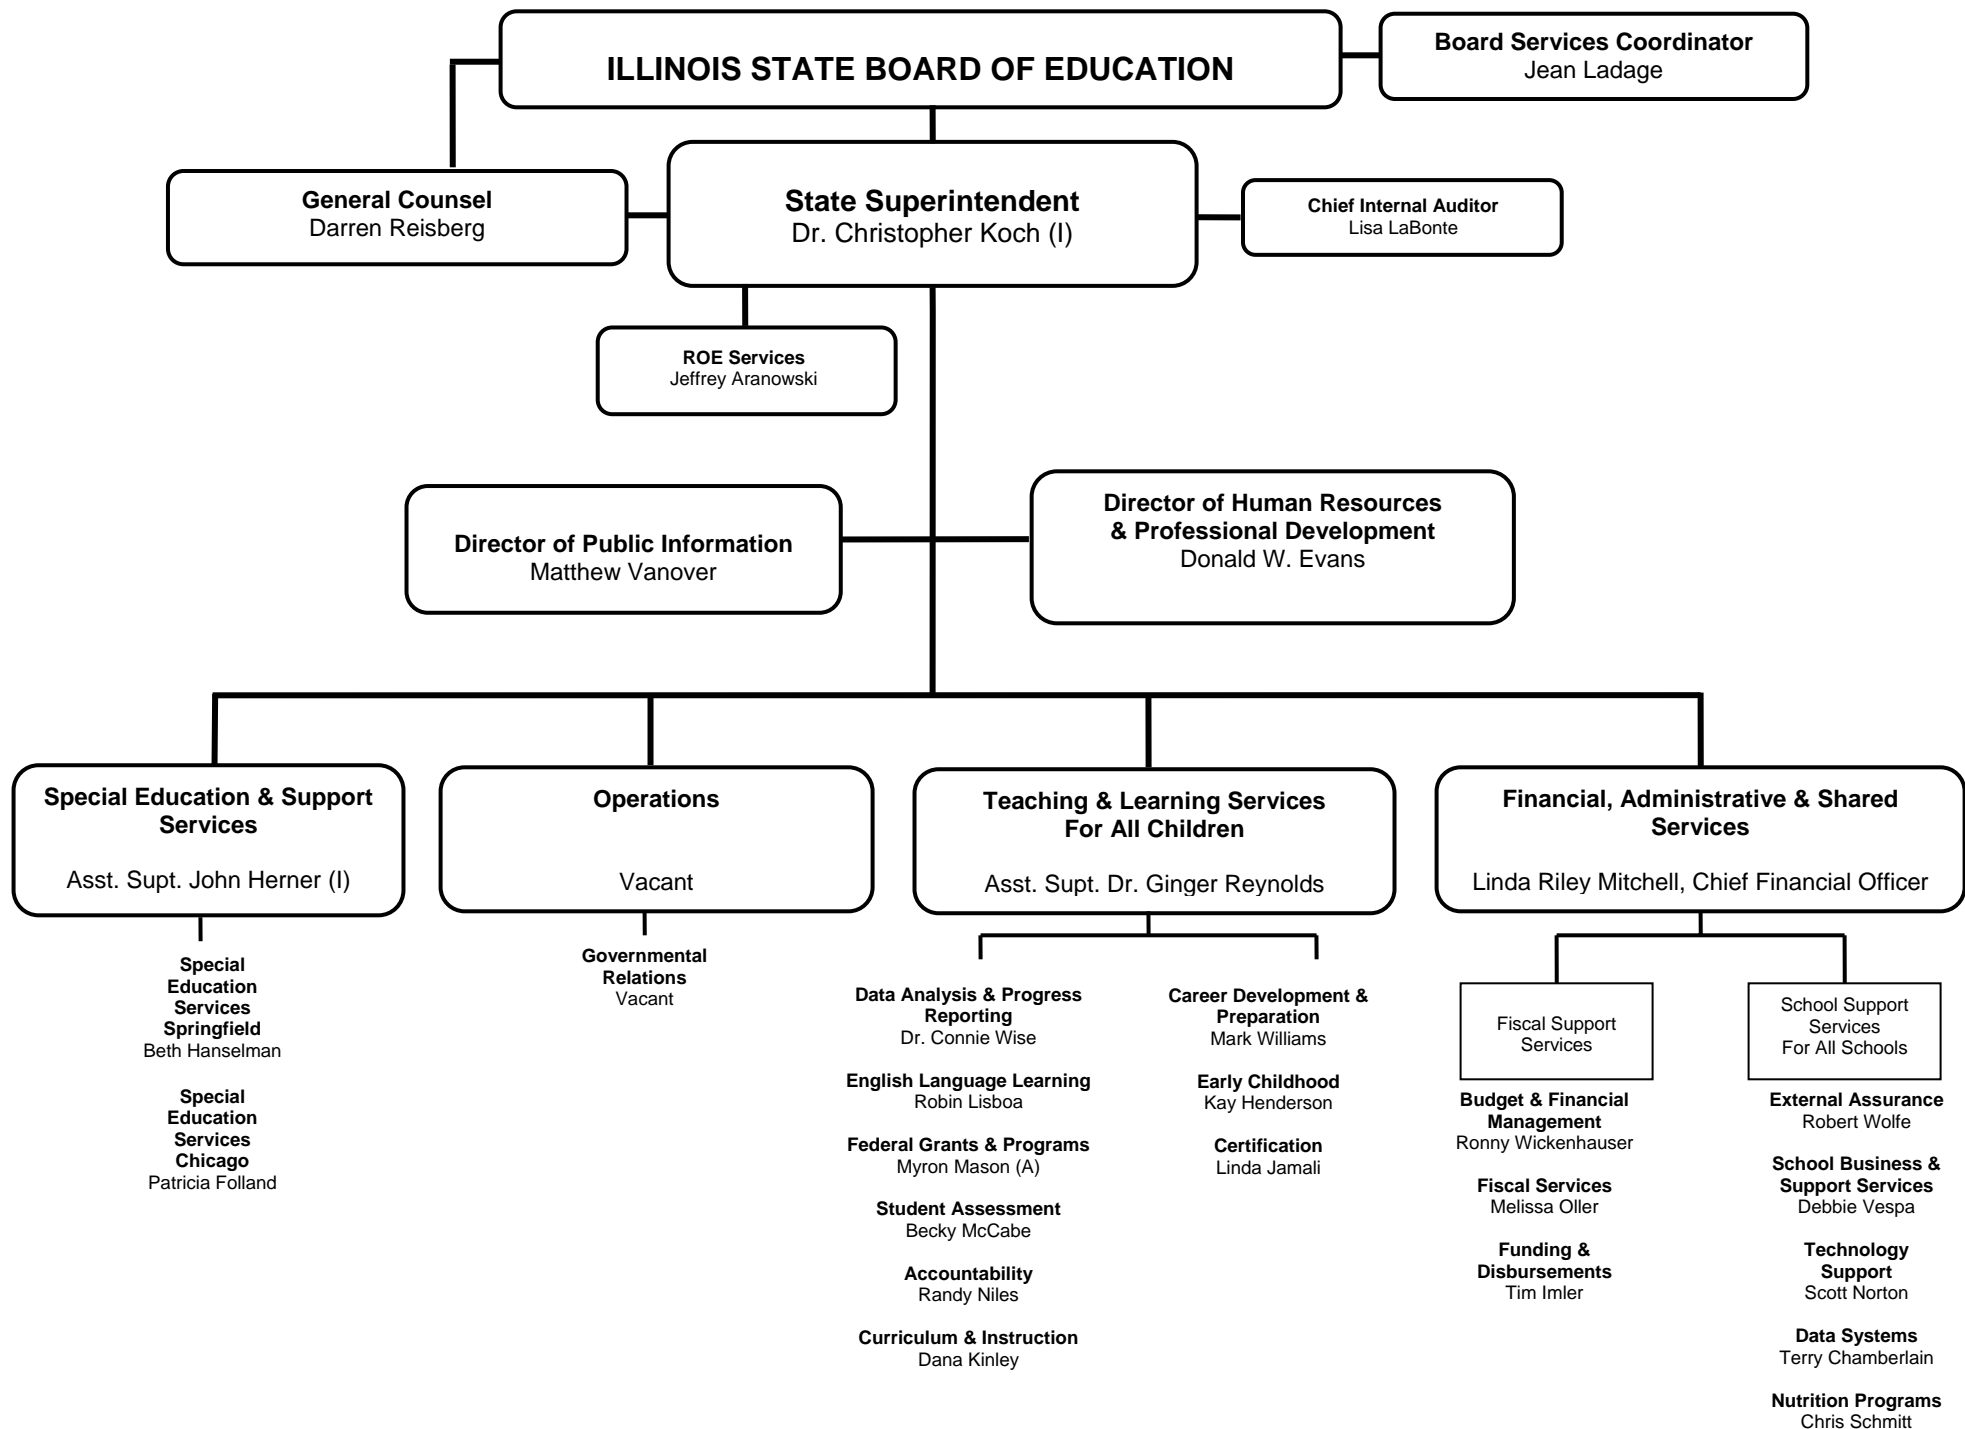 ILLINOIS STATE BOARD OF EDUCATION
Board Services Coordinator
Jean Ladage
General Counsel
Darren Reisberg
State Superintendent
Dr. Christopher Koch (I)
Chief Internal Auditor
Lisa LaBonte
ROE Services
Jeffrey Aranowski
Director of Public Information
Matthew Vanover
Director of Human Resources
& Professional Development
Donald W. Evans
Special Education & Support
Services
Asst. Supt. John Herner (I)
Operations
Vacant
Teaching & Learning Services
For All Children
Asst. Supt. Dr. Ginger Reynolds
Financial, Administrative & Shared
Services
Linda Riley Mitchell, Chief Financial Officer
Special
Education
Services
Springfield
Beth Hanselman
Special
Education
Services
Chicago
Patricia Folland
Governmental
Relations
Vacant
Data Analysis & Progress
Reporting
Dr. Connie Wise
English Language Learning
Robin Lisboa
Federal Grants & Programs
Myron Mason (A)
Student Assessment
Becky McCabe
Accountability
Randy Niles
Curriculum & Instruction
Dana Kinley
Career Development &
Preparation
Mark Williams
Early Childhood
Kay Henderson
Certification
Linda Jamali
Fiscal Support
Services
Budget & Financial
Management
Ronny Wickenhauser
Fiscal Services
Melissa Oller
Funding &
Disbursements
Tim Imler
School Support
Services
For All Schools
External Assurance
Robert Wolfe
School Business &
Support Services
Debbie Vespa
Technology
Support
Scott Norton
Data Systems
Terry Chamberlain
Nutrition Programs
Chris Schmitt